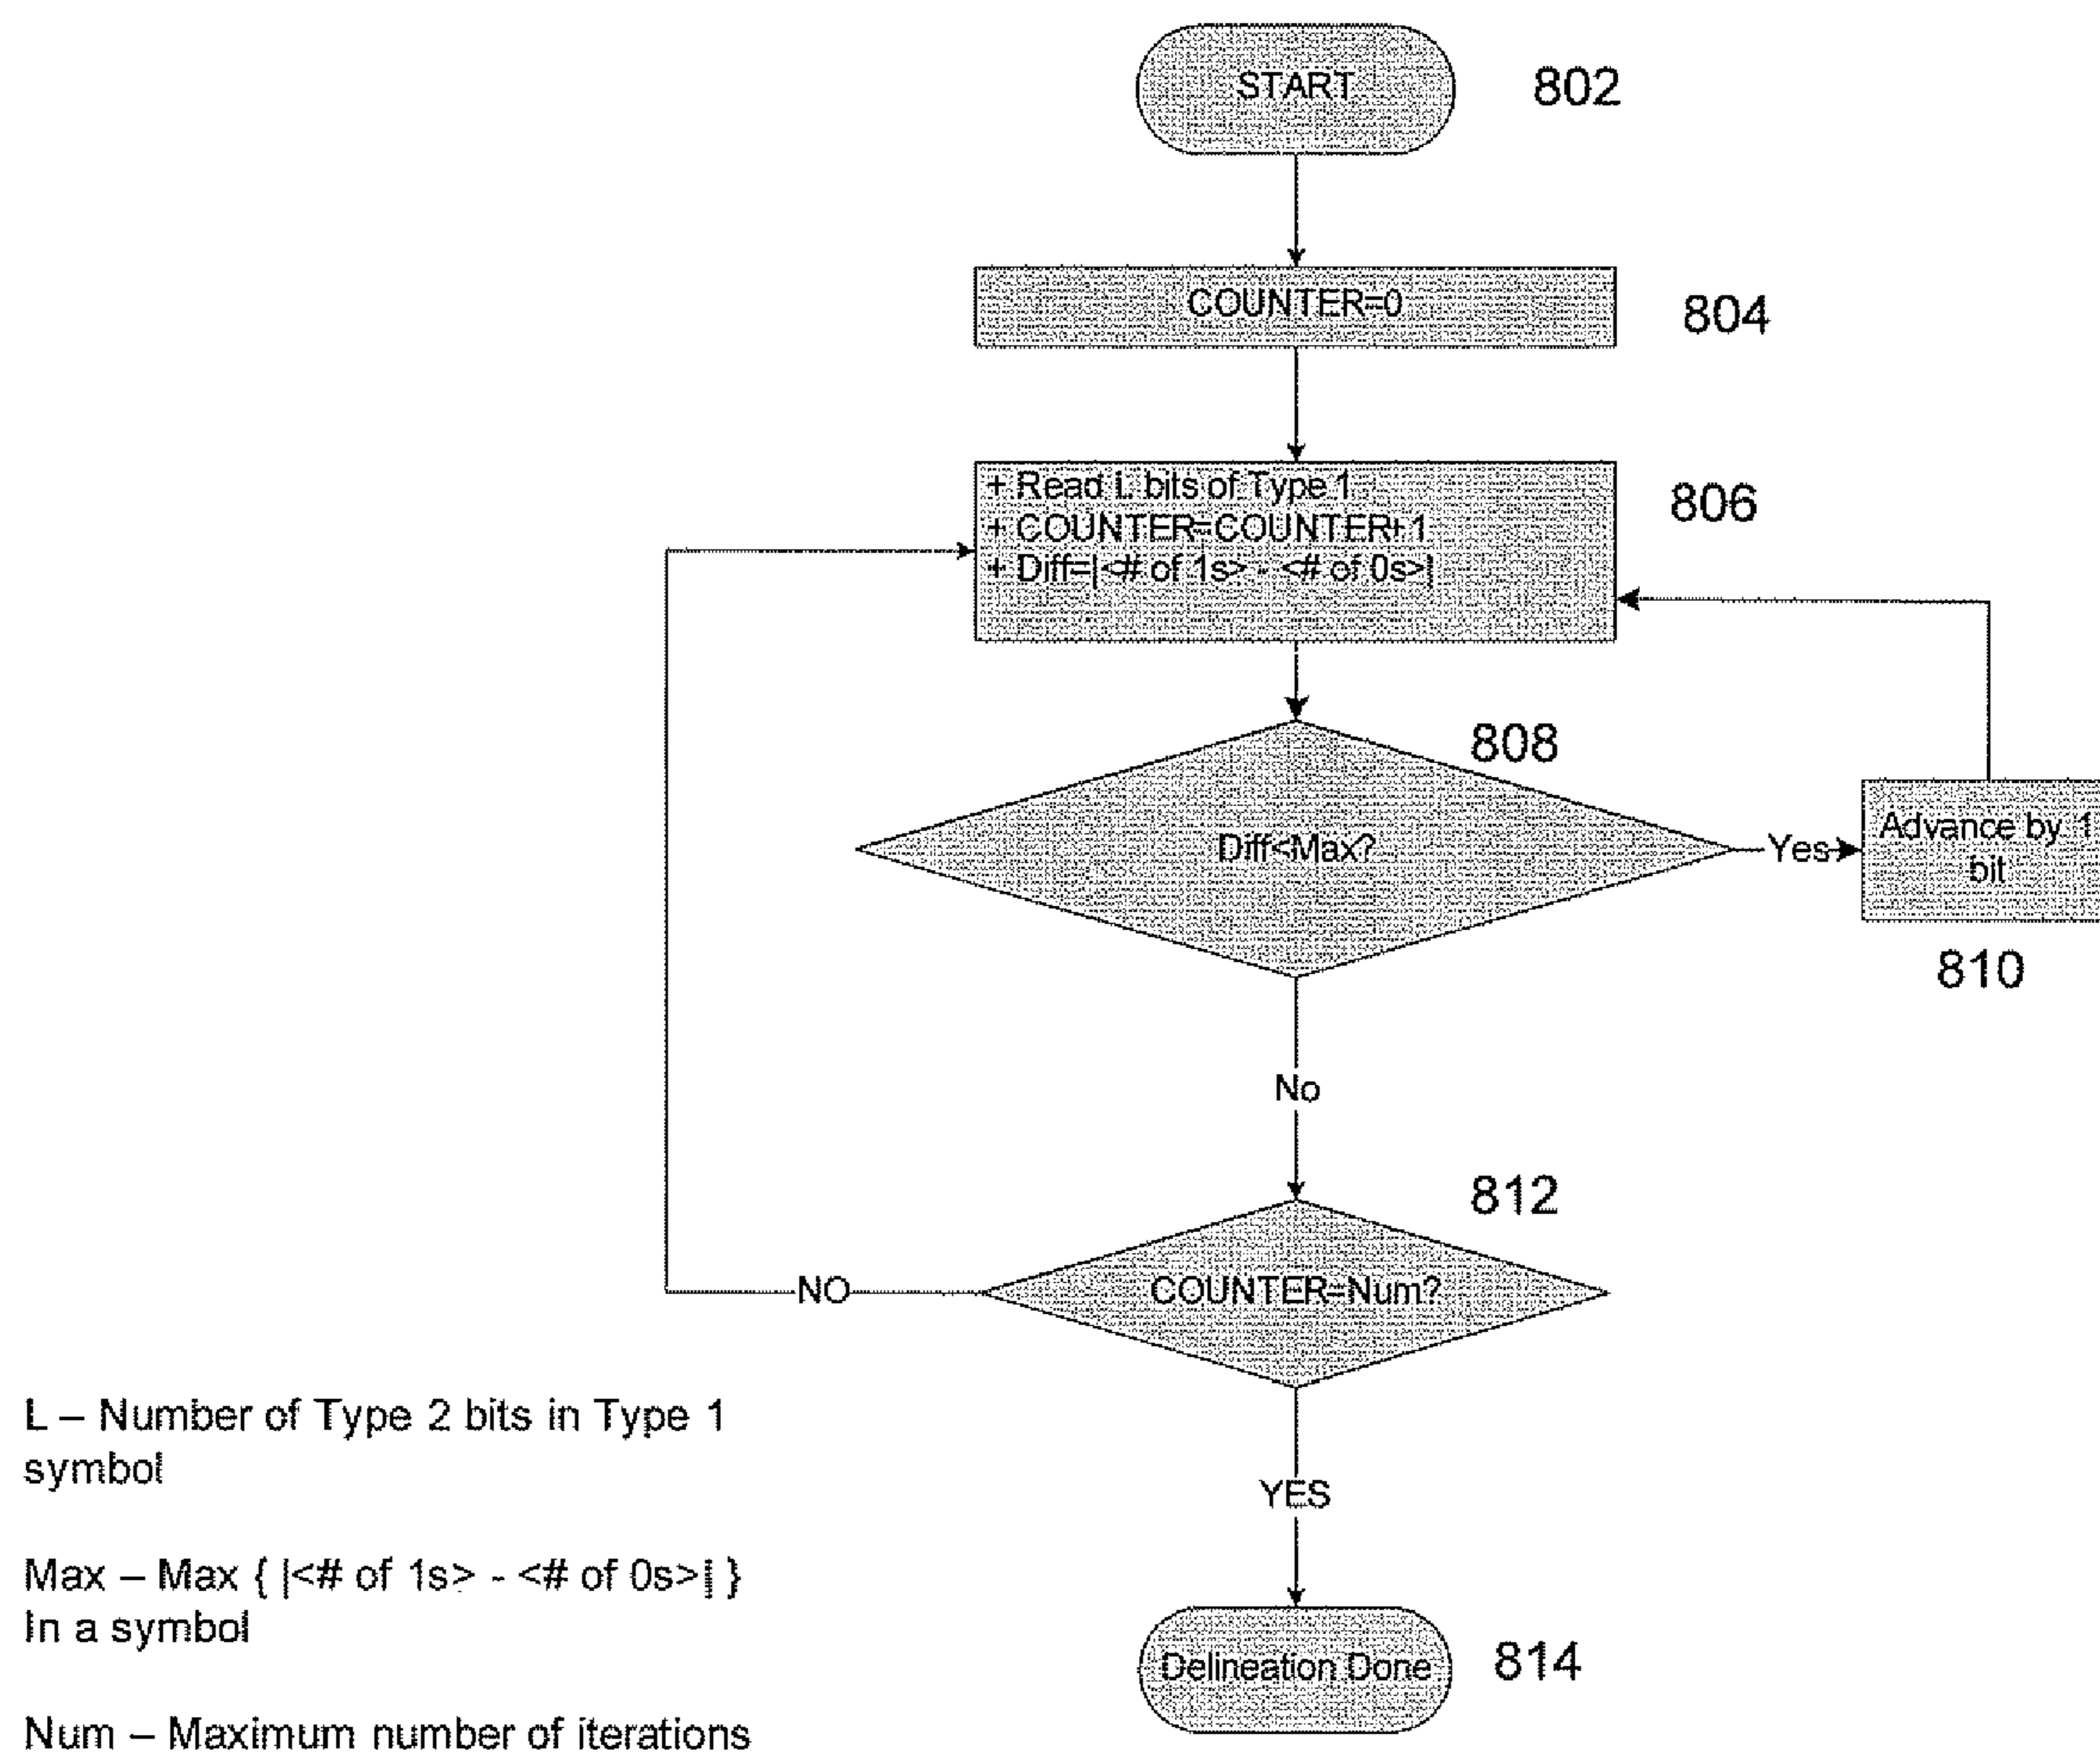 START
802
COUNTER=0
804
+ Read L bits of Type 1
+ COUNTER=COUNTER+1
+ Diff=|<# of 1s> - <# of 0s>|
806
808
Diff<Max?
Yes
Advance by 1
bit
810
No
812
COUNTER=Num?
NO
YES
L – Number of Type 2 bits in Type 1
symbol
Max – Max { |<# of 1s> - <# of 0s>| }
In a symbol
Num – Maximum number of iterations
Delineation Done
814